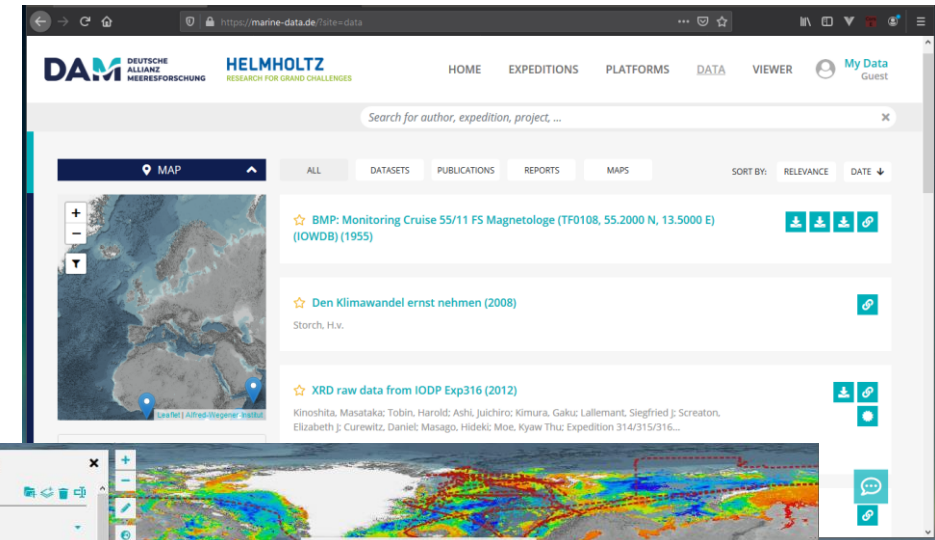 https://marine-data.de/?site=data
DAM DEUTSCHE ALLIANZ MEERESFORSCHUNG
HELMHOLTZ
RESEARCH FOR GRAND CHALLENGES
HOME EXPEDITIONS PLATFORMS DATA VIEWER My Data
Guest
Search for author, expedition, project, ...
MAP
ALL DATASETS PUBLICATIONS REPORTS MAPS SORT BY: RELEVANCE DATE
BMP: Monitoring Cruise 55/11 FS Magnetologe (TF0108, 55.2000 N, 13.5000 E)
(IOWDB) (1955)
Den Klimawandel ernst nehmen (2008)
Storch, H.v.
XRD raw data from IODP Exp316 (2012)
Kinoshita, Masataka; Tobin, Harold; Ashi, Juichiro; Kimura, Gaku; Lallemant, Siegfried J; Screaton,
Elizabeth J; Curewitz, Daniel; Masago, Hideki; Moe, Kyaw Thu; Expedition 314/315/316...
Leaflet | Alfred-Wegener-Institut